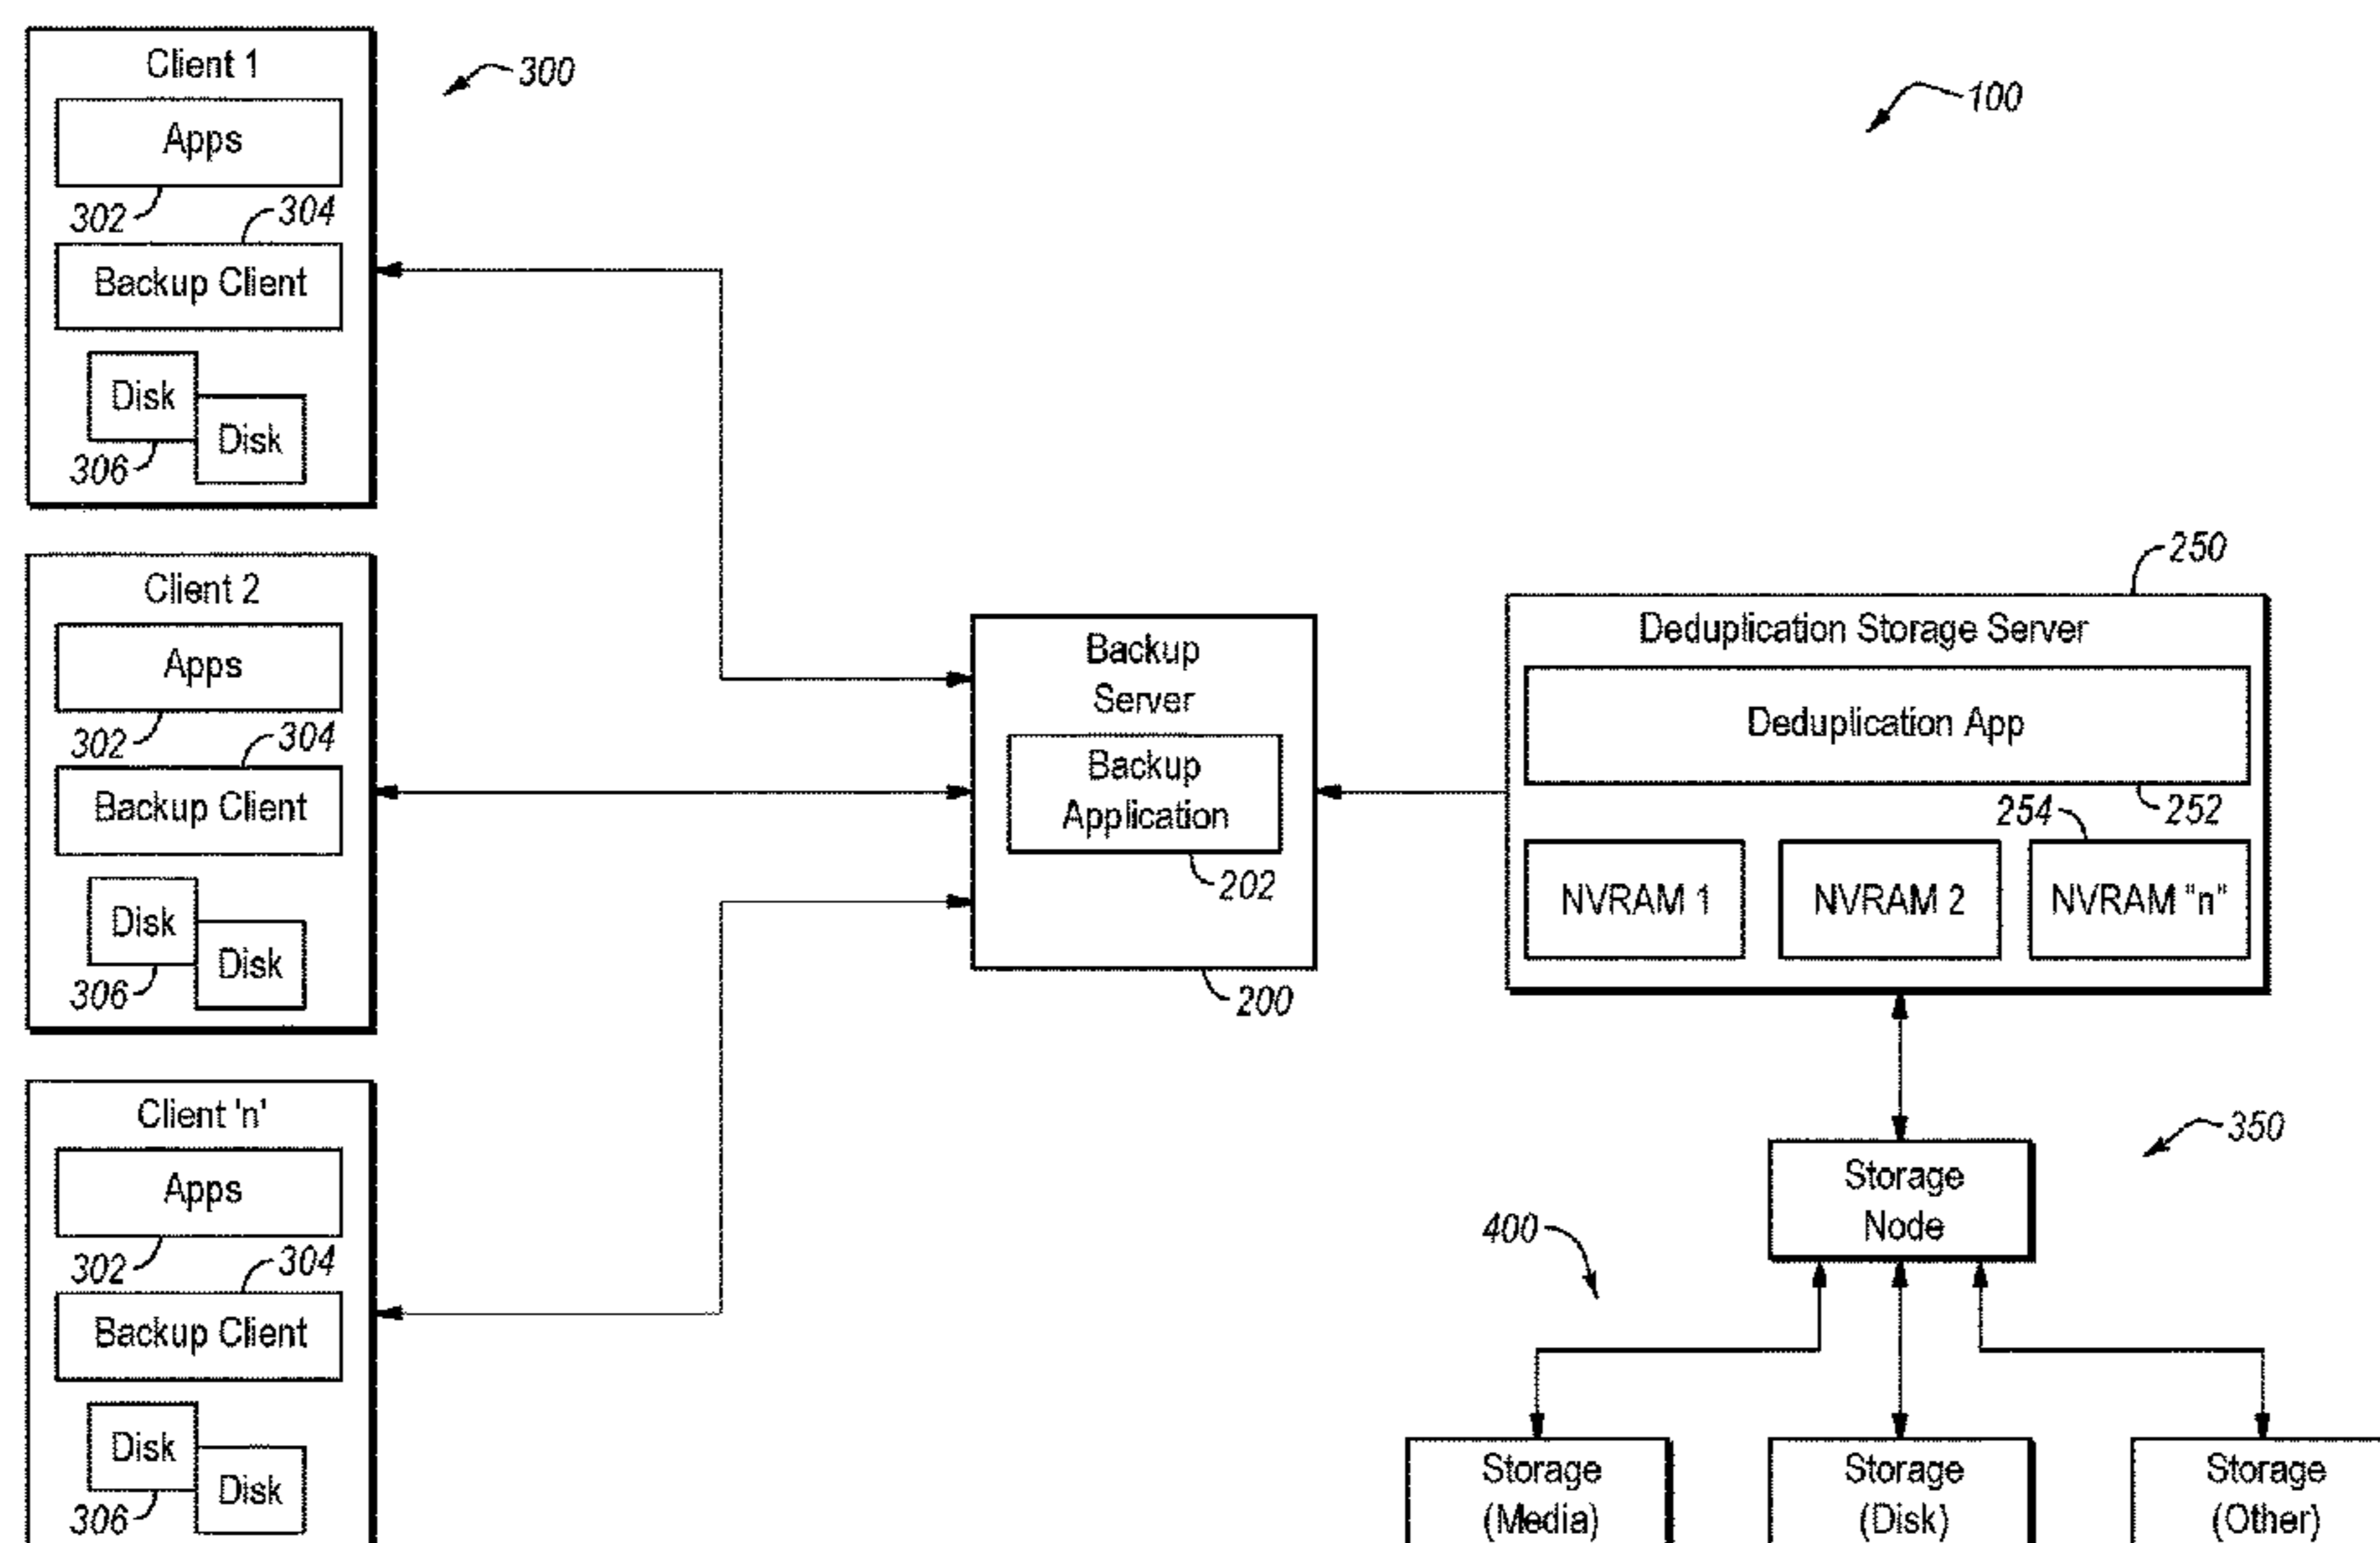 Client 1
300
Apps
302
304
Backup Client
Disk
Disk
306
Client 2
Apps
302
304
Backup Client
Disk
Disk
306
Client 'n'
Apps
302
304
Backup Client
Disk
Disk
306
100
Backup
Server
Backup
Application
202
200
250
Deduplication Storage Server
Deduplication App
252
254
NVRAM 1
NVRAM 2
NVRAM "n"
350
Storage
Node
400
Storage
(Media)
Storage
(Disk)
Storage
(Other)